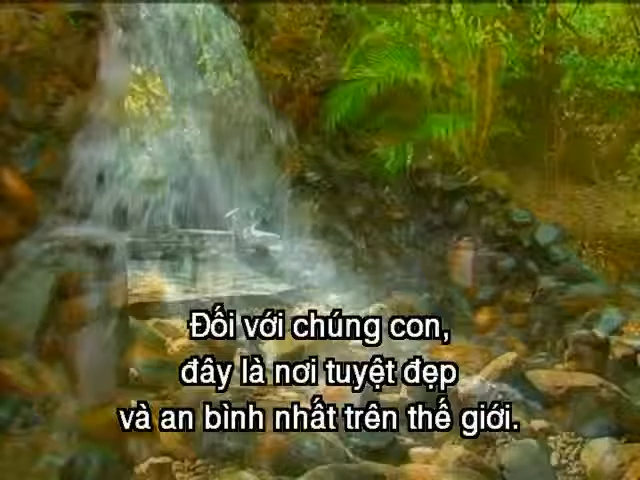 Đối với chúng con,
đây là nơi tuyệt đẹp
và an bình nhất trên thế giới.